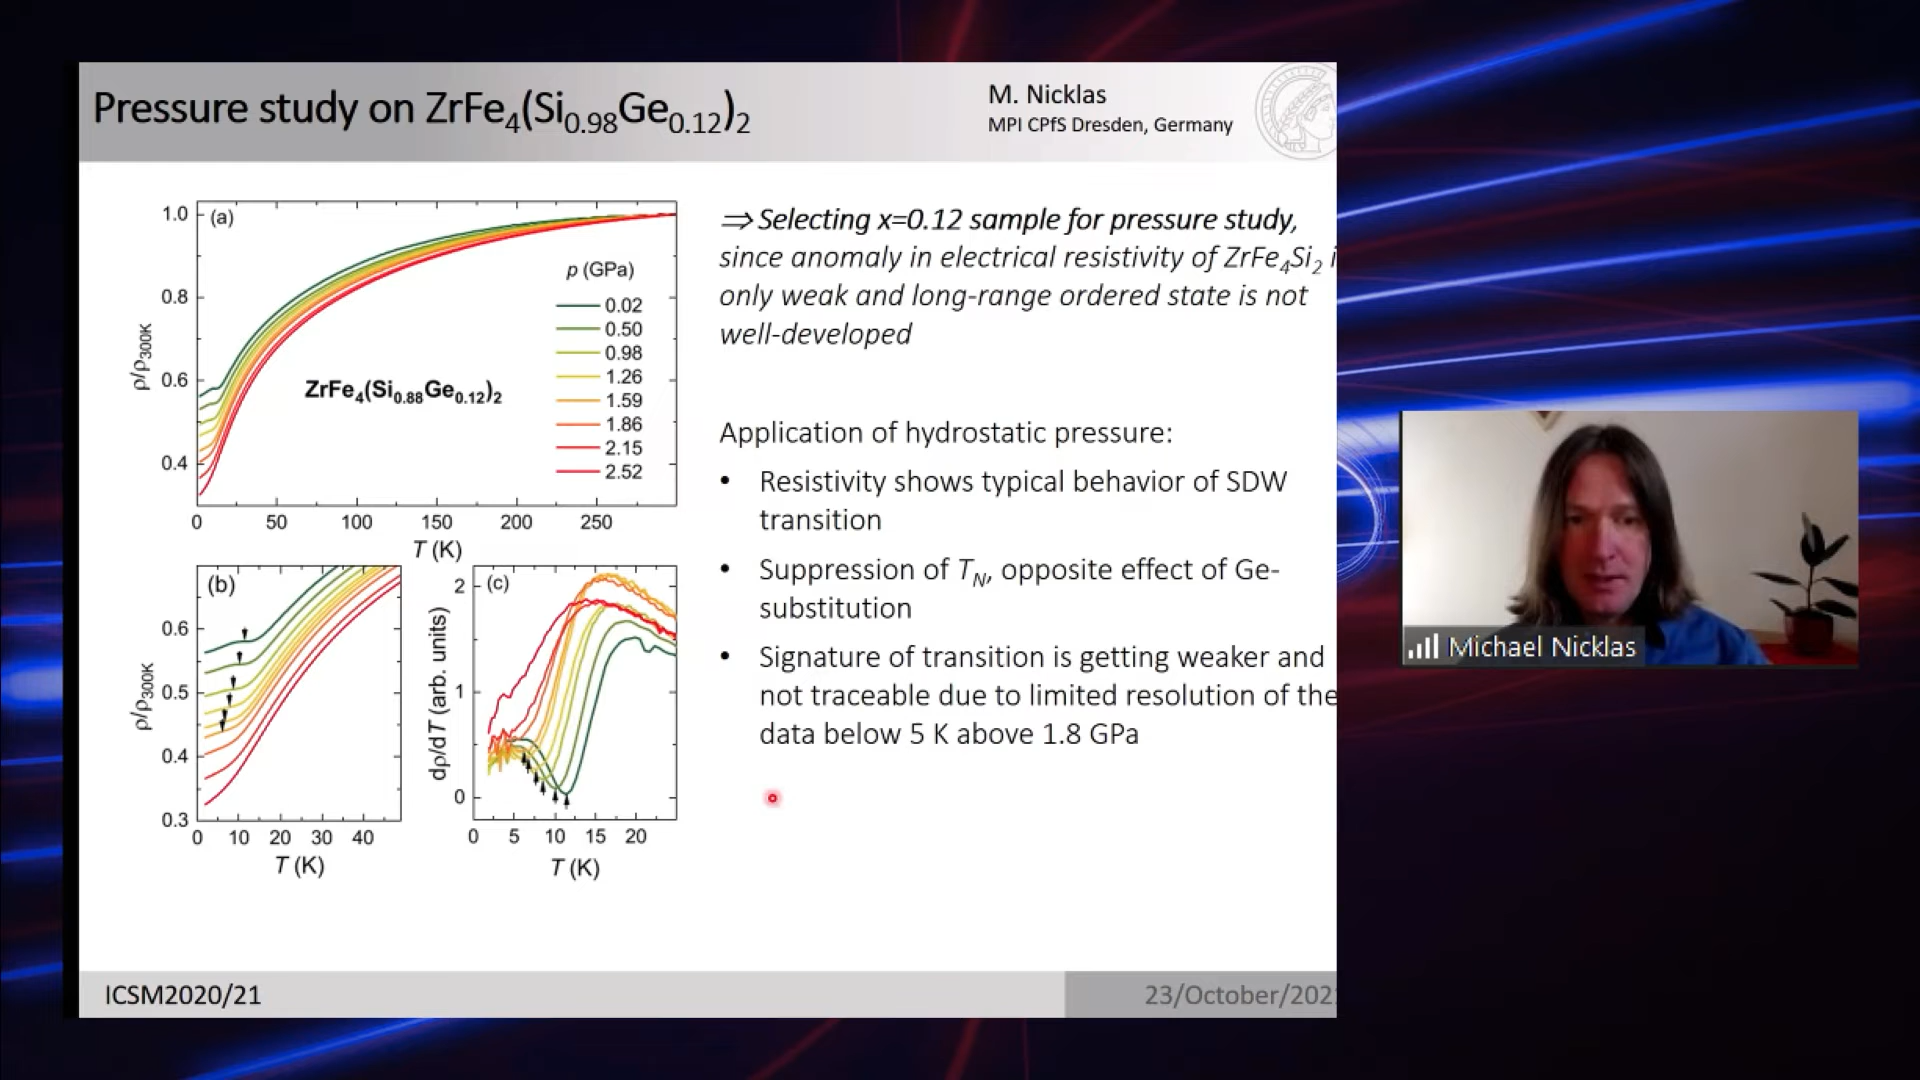 Pressure study on ZrFe4(Si0.98Ge0.12)2
M. Nicklas
MPI CPfS Dresden, Germany
(a)
1.0
0.8
0.6
0.4
ρ/ρ300K
p (GPa)
0.02
0.50
0.98
1.26
1.59
1.86
2.15
2.52
ZrFe4(Si0.88Ge0.12)2
0 50 100 150 200 250
T (K)
(b)
0.6
0.5
0.4
0.3
ρ/ρ300K
0 10 20 30 40
T (K)
(c)
2
1
0
dρ/dT (arb. units)
0 5 10 15 20
T (K)
⇒ Selecting x=0.12 sample for pressure study,
since anomaly in electrical resistivity of ZrFe4Si2 i
only weak and long-range ordered state is not
well-developed
Application of hydrostatic pressure:
• Resistivity shows typical behavior of SDW
transition
• Suppression of TN, opposite effect of Ge-
substitution
• Signature of transition is getting weaker and
not traceable due to limited resolution of the
data below 5 K above 1.8 GPa
Michael Nicklas
ICSM2020/21
23/October/202